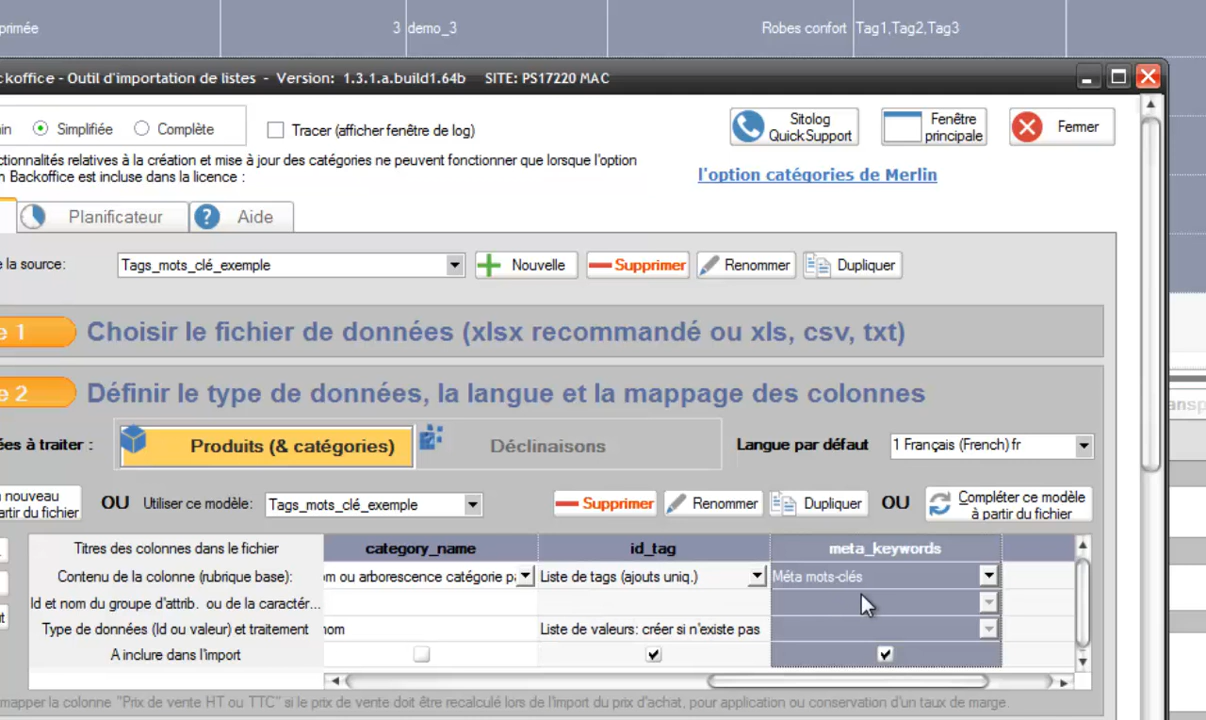 primée 3 demo_3 Robes confort Tag1,Tag2,Tag3
ckoffice - Outil d'importation de listes - Version: 1.3.1.a.build1.64b SITE: PS17220 MAC
in Simplifiée Complète Tracer (afficher fenêtre de log)
Sitolog
QuickSupport
Fenêtre
principale
Fermer
ctionnalités relatives à la création et mise à jour des catégories ne peuvent fonctionner que lorsque l'option
n Backoffice est incluse dans la licence :
l'option catégories de Merlin
Planificateur Aide
e la source: Tags_mots_clé_exemple Nouvelle Supprimer Renommer Dupliquer
e 1 Choisir le fichier de données (xlsx recommandé ou xls, csv, txt)
e 2 Définir le type de données, la langue et la mappage des colonnes
ées à traiter : Produits (& catégories) Déclinaisons Langue par défaut 1 Français (French) fr
n nouveau
artir du fichier
OU Utiliser ce modèle: Tags_mots_clé_exemple Supprimer Renommer Dupliquer OU
Compléter ce modèle
à partir du fichier
Titres des colonnes dans le fichier category_name id_tag meta_keywords
Contenu de la colonne (rubrique base): om ou arborescence catégorie pa Liste de tags (ajouts uniq.) Méta mots-clés
Id et nom du groupe d'attrib. ou de la caractér...
Type de données (Id ou valeur) et traitement nom Liste de valeurs: créer si n'existe pas
A inclure dans l'import
mapper la colonne "Prix de vente HT ou TTC" si le prix de vente doit être recalculé lors de l'import du prix d'achat, pour application ou conservation d'un taux de marge.
ansp